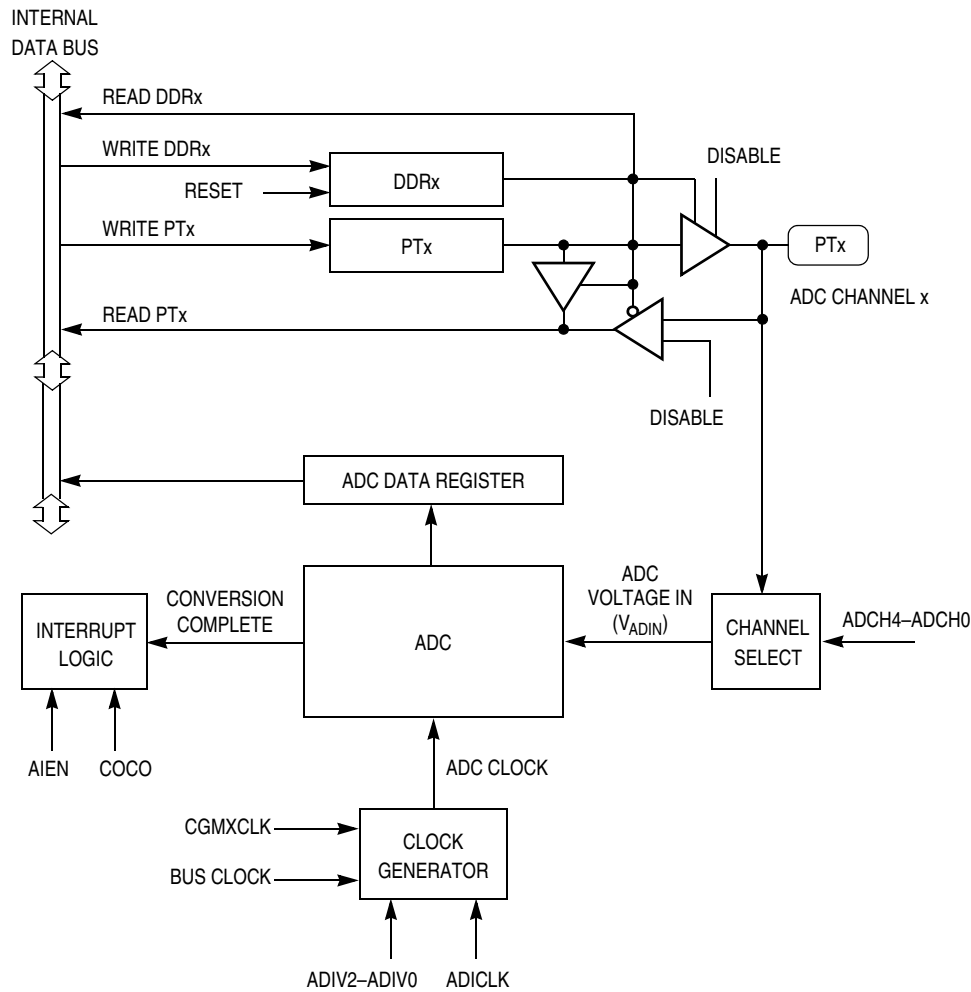 INTERNAL
DATA BUS
READ DDRx
WRITE DDRx
DISABLE
DDRx
RESET
WRITE PTx
PTx
PTx
ADC CHANNEL x
READ PTx
DISABLE
ADC DATA REGISTER
ADC
VOLTAGE IN
(VADIN)
CONVERSION
COMPLETE
INTERRUPT
LOGIC
ADC
CHANNEL
SELECT
ADCH4–ADCH0
AIEN
COCO
ADC CLOCK
CGMXCLK
CLOCK
GENERATOR
BUS CLOCK
ADIV2–ADIV0
ADICLK